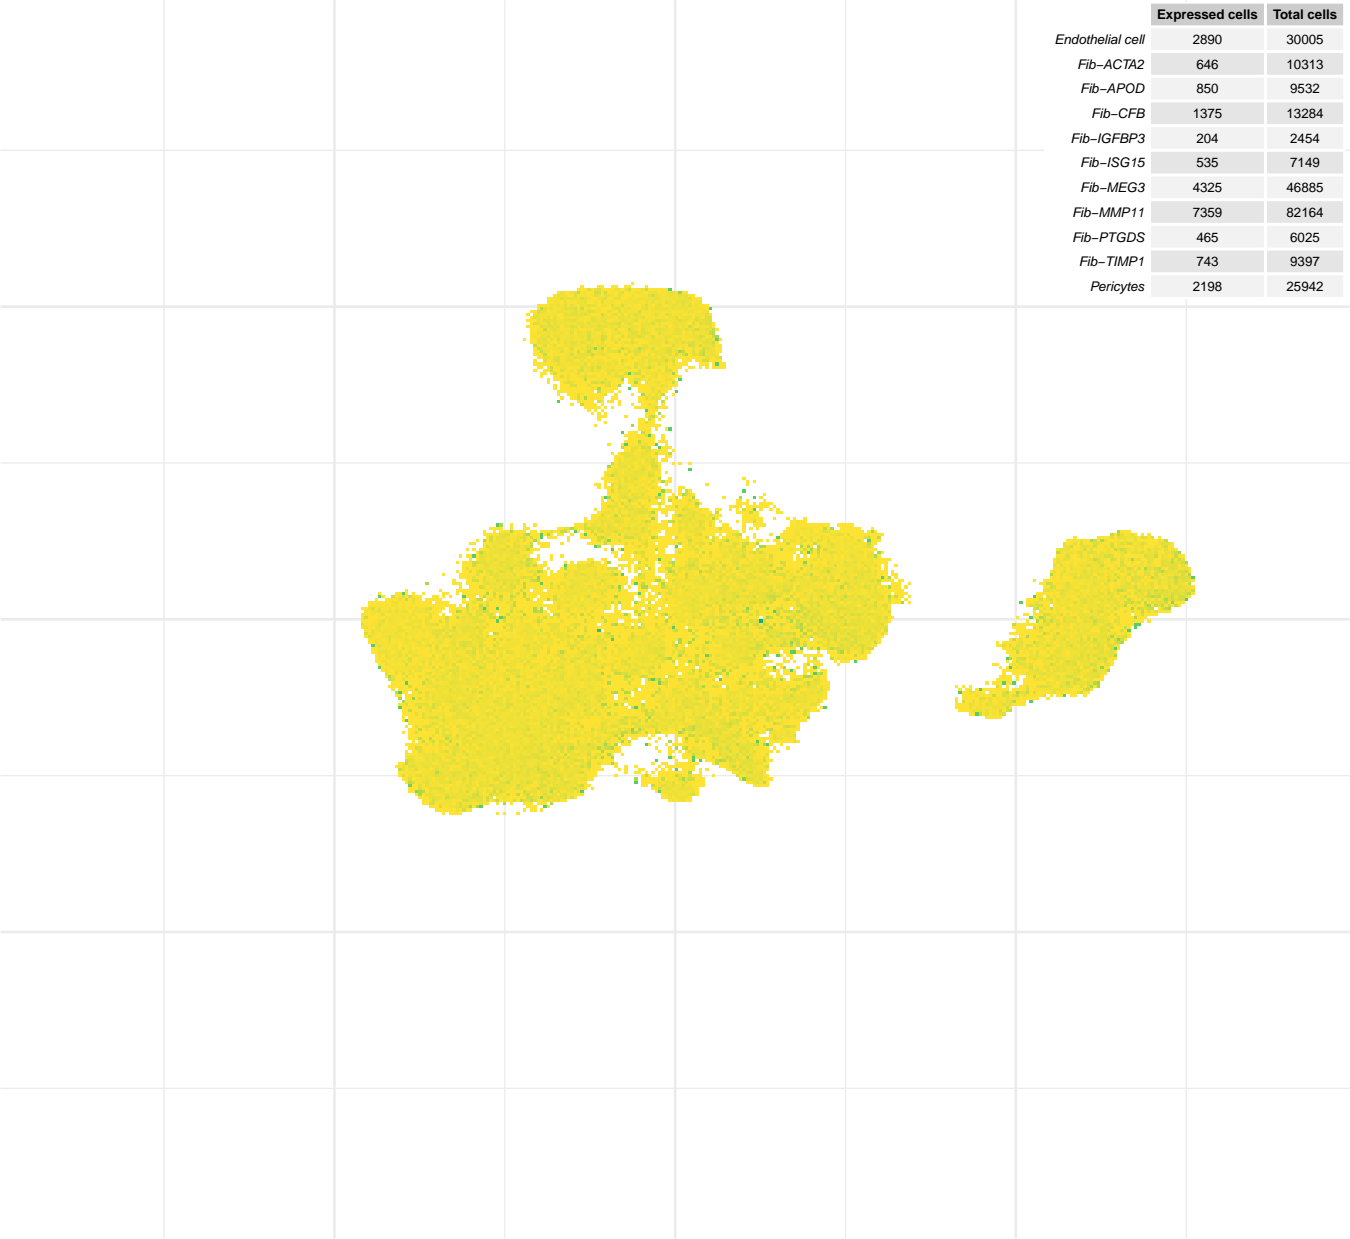 Expressed cells Total cells
Endothelial cell 2890 30005
Fib−ACTA2 646 10313
Fib−APOD 850 9532
Fib−CFB 1375 13284
Fib−IGFBP3 204 2454
Fib−ISG15 535 7149
Fib−MEG3 4325 46885
Fib−MMP11 7359 82164
Fib−PTGDS 465 6025
Fib−TIMP1 743 9397
Pericytes 2198 25942